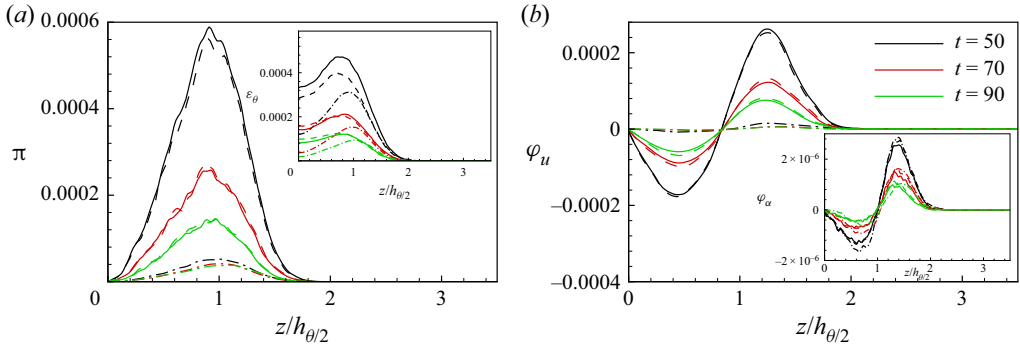 (a)
0.0006
0.0004
0.0002
0
π
0 1 2 3
z/h_{θ/2}
0.0004
0.0002
ε_θ
0 1 2 3
z/h_{θ/2}
(b)
0.0002
0
−0.0002
−0.0004
φ_u
0 1 2 3
z/h_{θ/2}
t = 50
t = 70
t = 90
2 × 10⁻⁶
0
−2 × 10⁻⁶
φ_α
0 1 2 3
z/h_{θ/2}